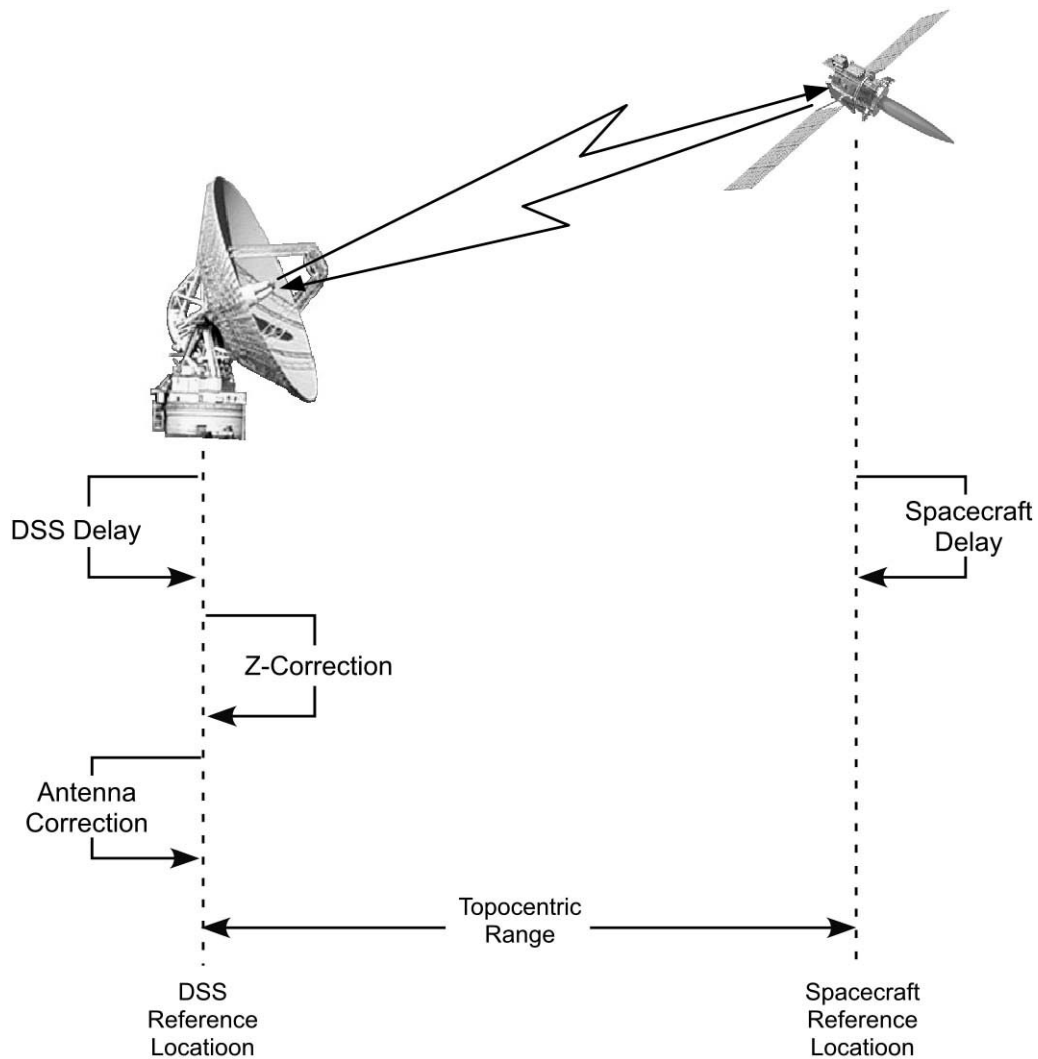 DSS Delay
Spacecraft
Delay
Z-Correction
Antenna
Correction
Topocentric
Range
DSS
Reference
Locatioon
Spacecraft
Reference
Locatioon